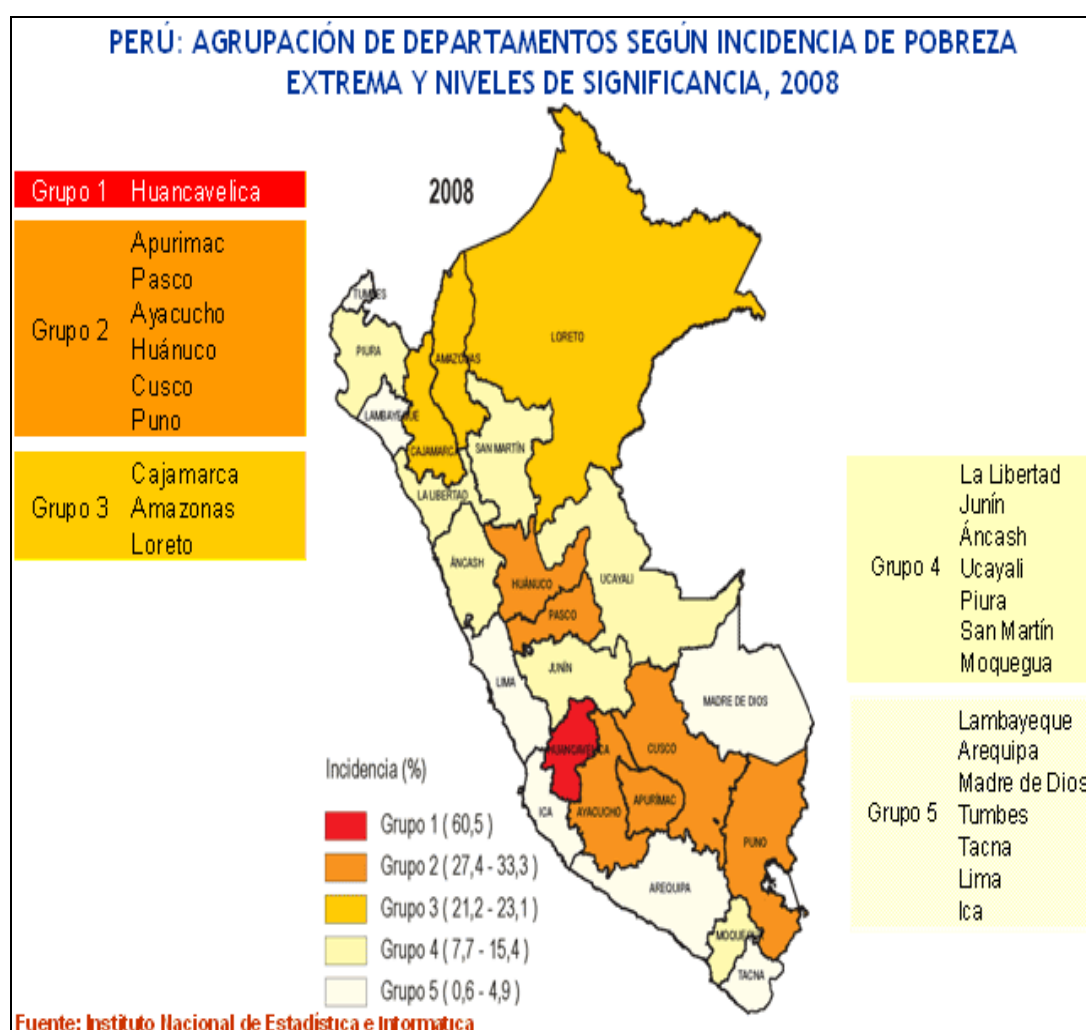 PERÚ: AGRUPACIÓN DE DEPARTAMENTOS SEGÚN INCIDENCIA DE POBREZA
EXTREMA Y NIVELES DE SIGNIFICANCIA, 2008
Grupo 1 Huancavelica
Grupo 2
Apurimac
Pasco
Ayacucho
Huánuco
Cusco
Puno
Grupo 3
Cajamarca
Amazonas
Loreto
2008
TUMBES
PIURA
LAMBAYEQUE
CAJAMARCA
AMAZONAS
LORETO
SAN MARTÍN
LA LIBERTAD
ÁNCASH
HUÁNUCO
UCAYALI
PASCO
JUNÍN
LIMA
MADRE DE DIOS
HUANCAVELICA
CUSCO
ICA
AYACUCHO
APURÍMAC
PUNO
AREQUIPA
MOQUEGUA
TACNA
Grupo 4
La Libertad
Junín
Áncash
Ucayali
Piura
San Martín
Moquegua
Grupo 5
Lambayeque
Arequipa
Madre de Dios
Tumbes
Tacna
Lima
Ica
Incidencia (%)
Grupo 1 ( 60,5 )
Grupo 2 ( 27,4 - 33,3 )
Grupo 3 ( 21,2 - 23,1 )
Grupo 4 ( 7,7 - 15,4 )
Grupo 5 ( 0,6 - 4,9 )
Fuente: Instituto Nacional de Estadística e Informatica